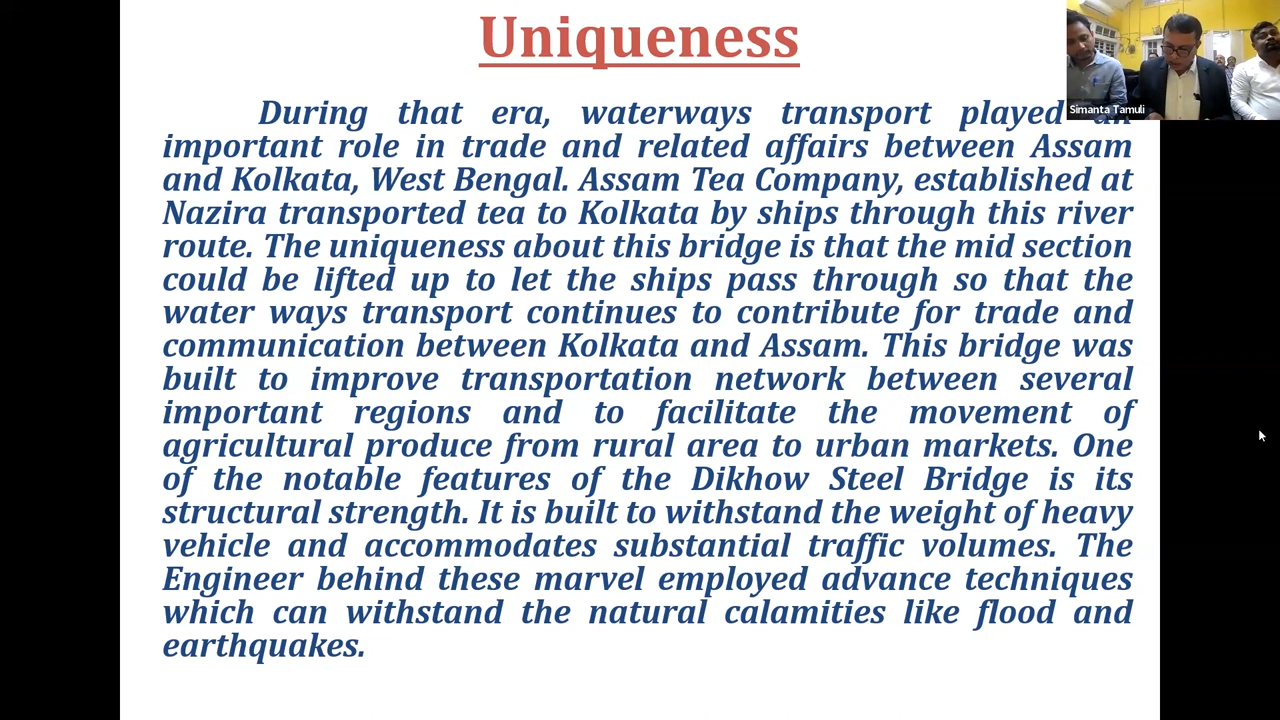 Uniqueness
Simanta Tamuli
During that era, waterways transport played an
important role in trade and related affairs between Assam
and Kolkata, West Bengal. Assam Tea Company, established at
Nazira transported tea to Kolkata by ships through this river
route. The uniqueness about this bridge is that the mid section
could be lifted up to let the ships pass through so that the
water ways transport continues to contribute for trade and
communication between Kolkata and Assam. This bridge was
built to improve transportation network between several
important regions and to facilitate the movement of
agricultural produce from rural area to urban markets. One
of the notable features of the Dikhow Steel Bridge is its
structural strength. It is built to withstand the weight of heavy
vehicle and accommodates substantial traffic volumes. The
Engineer behind these marvel employed advance techniques
which can withstand the natural calamities like flood and
earthquakes.